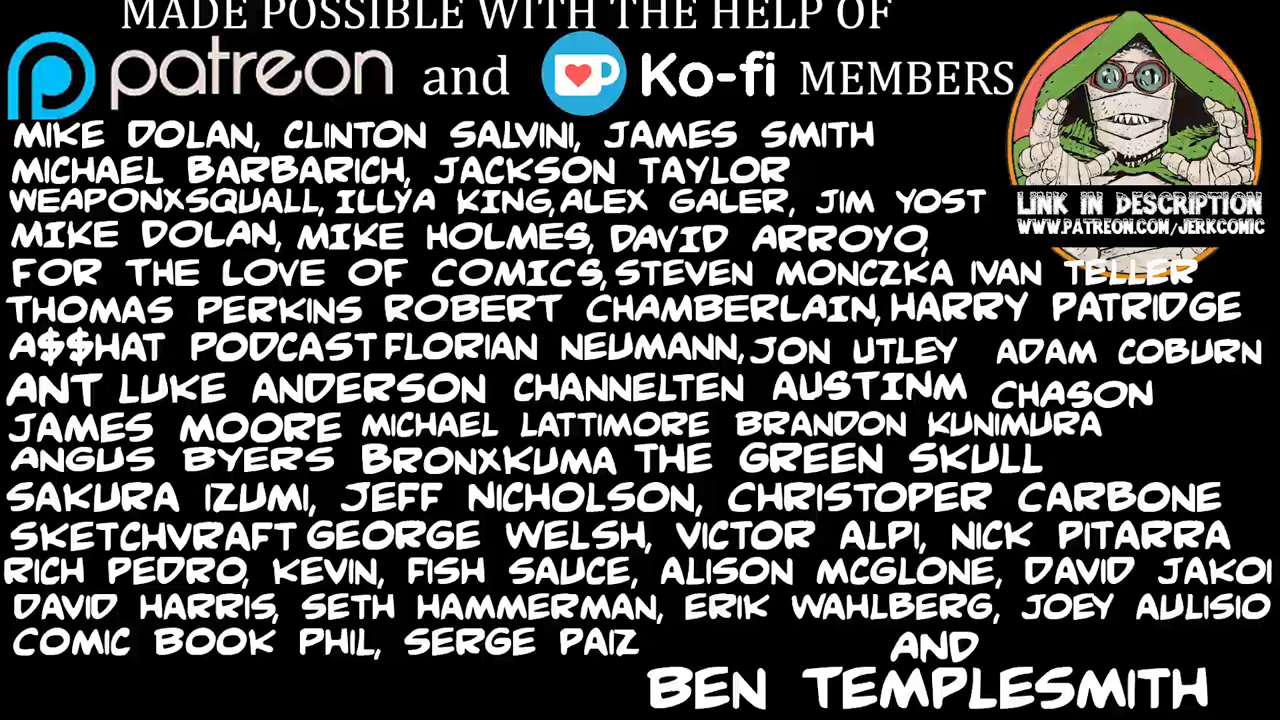 MADE POSSIBLE WITH THE HELP OF
patreon and Ko-fi MEMBERS
MIKE DOLAN, CLINTON SALVINI, JAMES SMITH
MICHAEL BARBARICH, JACKSON TAYLOR
WEAPONXSQUALL, ILLYA KING, ALEX GALER, JIM YOST
LINK IN DESCRIPTION
WWW.PATREON.COM/JERKCOMIC
MIKE DOLAN, MIKE HOLMES, DAVID ARROYO,
FOR THE LOVE OF COMICS, STEVEN MONCZKA IVAN TELLER
THOMAS PERKINS ROBERT CHAMBERLAIN, HARRY PATRIDGE
A$$HAT PODCAST FLORIAN NEUMANN, JON UTLEY ADAM COBURN
ANT LUKE ANDERSON CHANNELTEN AUSTINM CHASON
JAMES MOORE MICHAEL LATTIMORE BRANDON KUNIMURA
ANGUS BYERS BRONXKUMA THE GREEN SKULL
SAKURA IZUMI, JEFF NICHOLSON, CHRISTOPER CARBONE
SKETCHVRAFT GEORGE WELSH, VICTOR ALPI, NICK PITARRA
RICH PEDRO, KEVIN, FISH SAUCE, ALISON MCGLONE, DAVID JAKOI
DAVID HARRIS, SETH HAMMERMAN, ERIK WAHLBERG, JOEY AULISIO
COMIC BOOK PHIL, SERGE PAIZ AND
BEN TEMPLESMITH